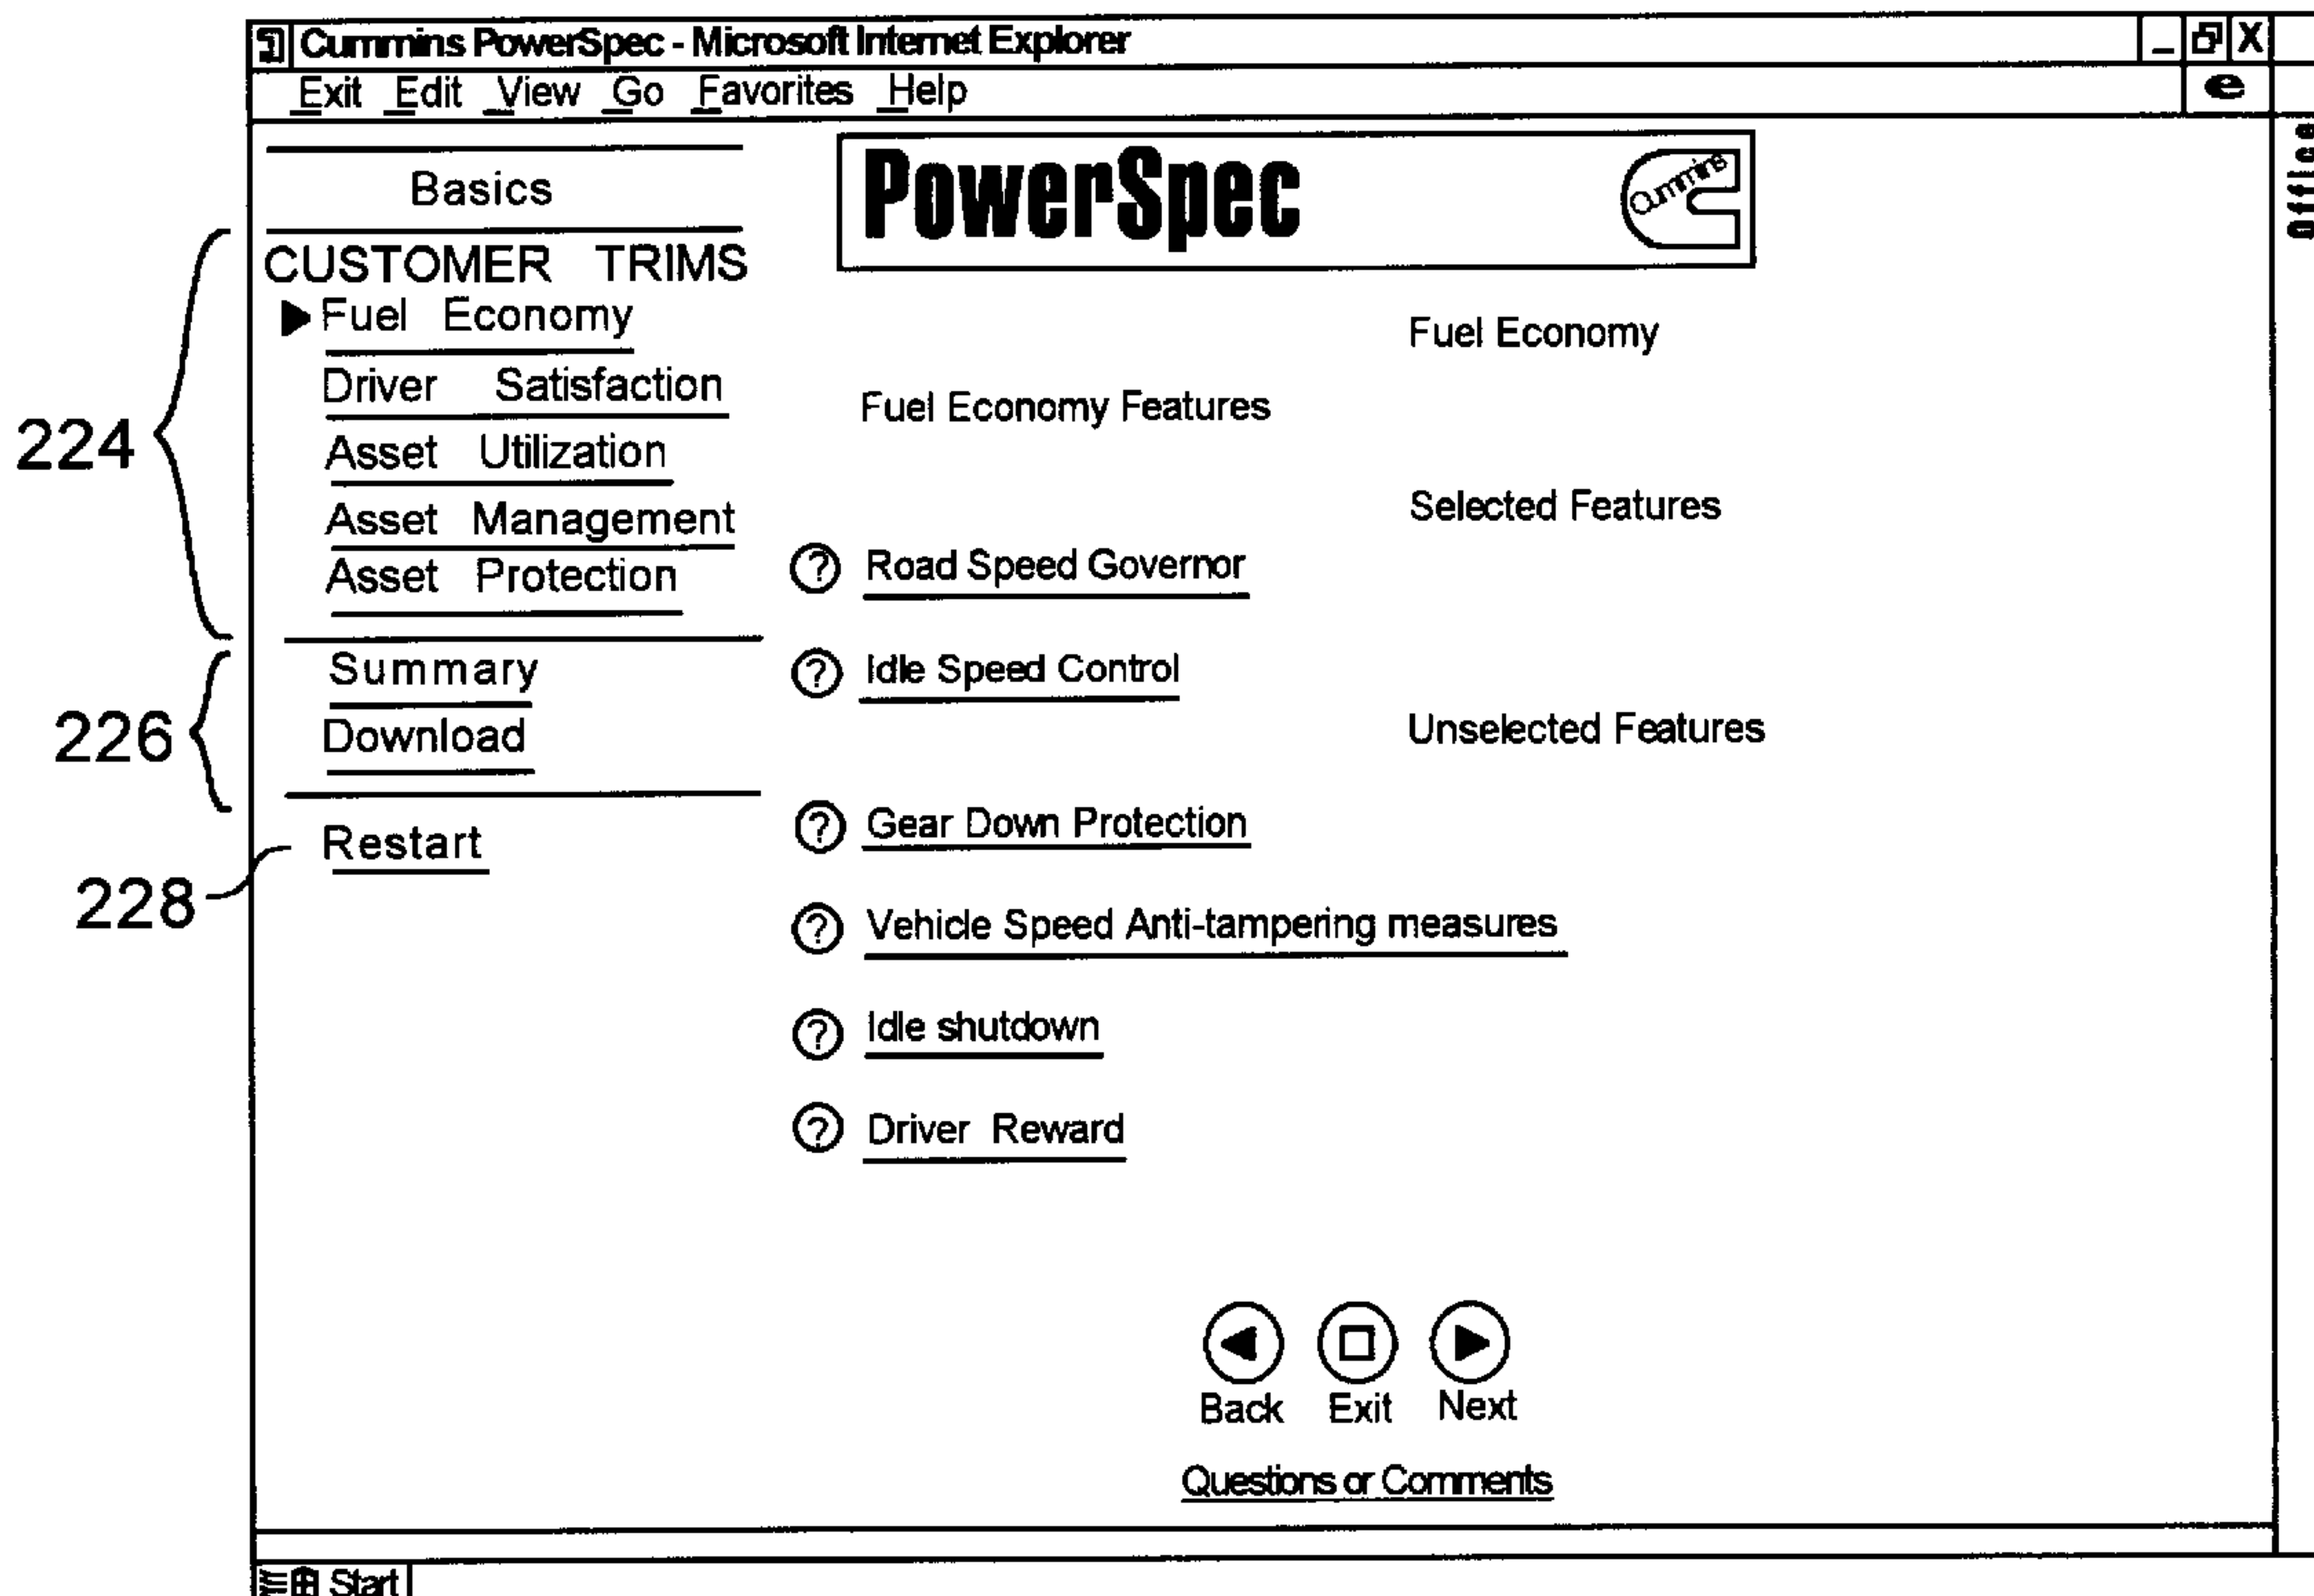 Cummins PowerSpec - Microsoft Internet Explorer
Exit Edit View Go Favorites Help
Office
Basics
CUSTOMER TRIMS
Fuel Economy
Driver Satisfaction
Asset Utilization
Asset Management
Asset Protection
224
Summary
Download
226
Restart
228
PowerSpec
Cummins
Fuel Economy
Fuel Economy Features
Selected Features
? Road Speed Governor
? Idle Speed Control
Unselected Features
? Gear Down Protection
? Vehicle Speed Anti-tampering measures
? Idle shutdown
? Driver Reward
Back Exit Next
Questions or Comments
Start